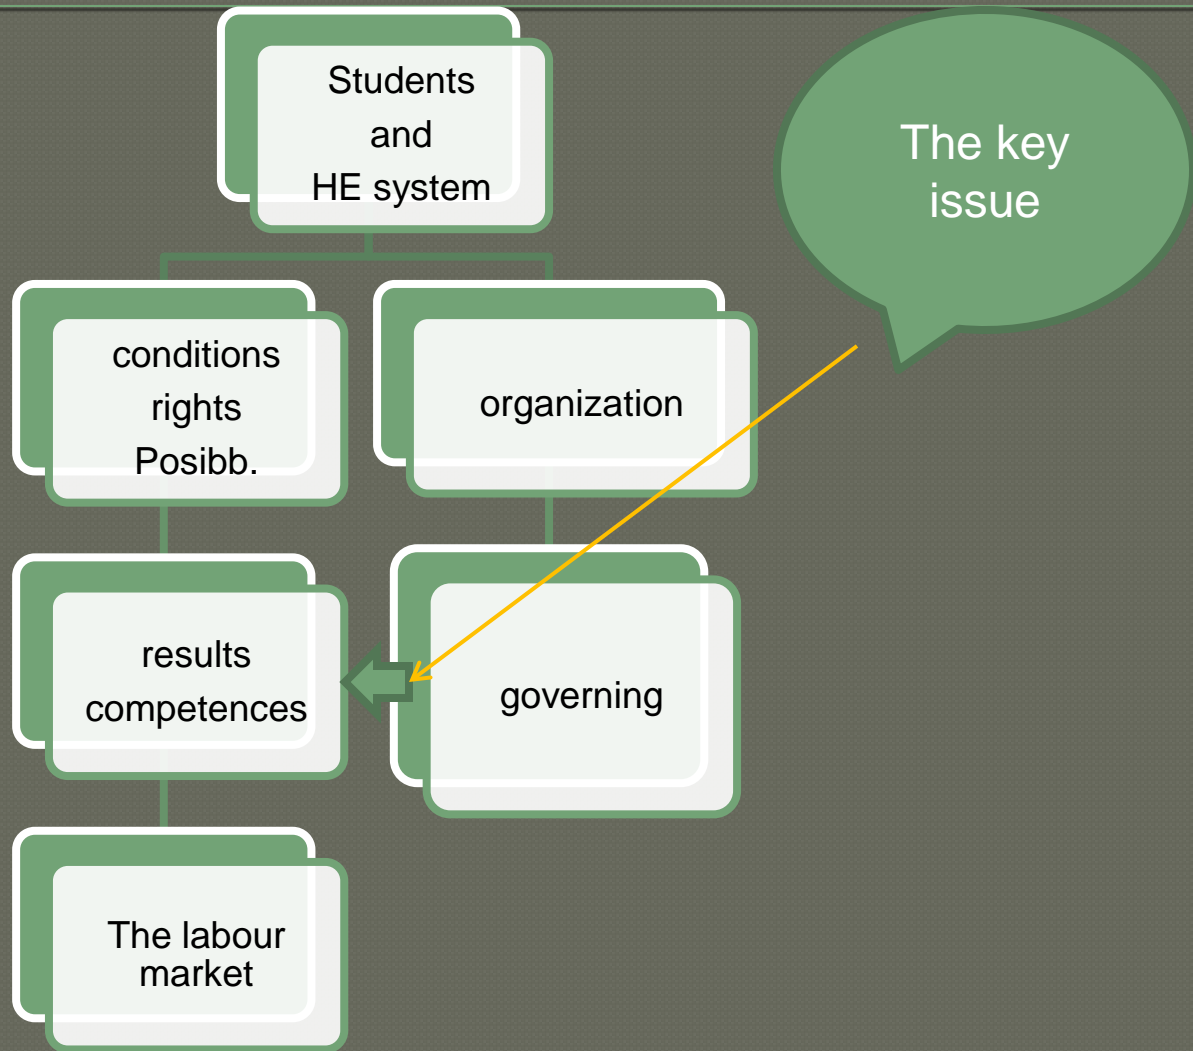 Students
and
HE system
The key
issue
conditions
rights
Posibb.
organization
results
competences
governing
The labour
market